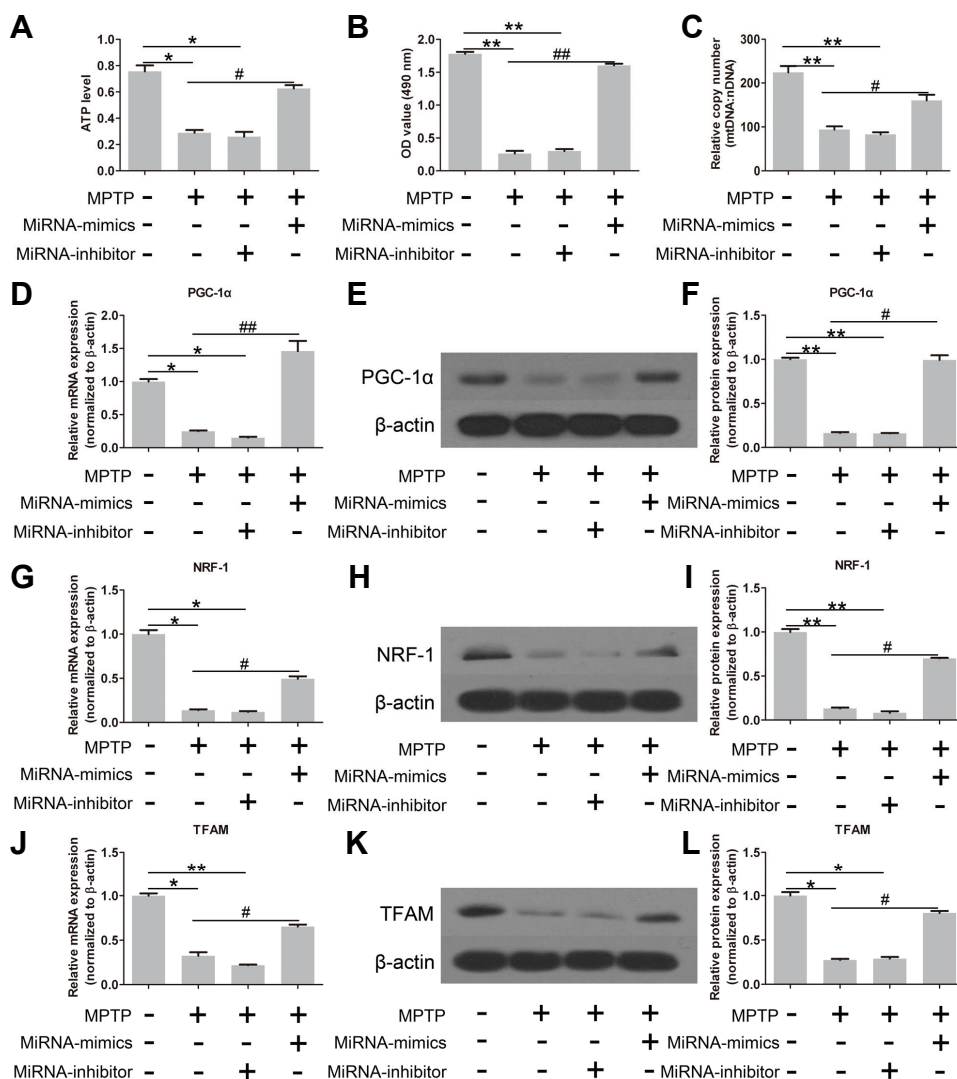 A
B
C
ATP level
1.0
0.8
0.6
0.4
0.2
0.0
*
*
#
OD value (490 nm)
2.0
1.5
1.0
0.5
0.0
**
**
##
Relative copy number
(mtDNA:nDNA)
300
200
100
0
**
**
#
MPTP - + + + - + + + - + + +
MiRNA-mimics - - - + - - - + - - - +
MiRNA-inhibitor - - + - - - + - - - + -
D
E
F
PGC-1α
Relative mRNA expression
(normalized to β-actin)
2.0
1.5
1.0
0.5
0.0
##
*
*
PGC-1α
β-actin
PGC-1α
Relative protein expression
(normalized to β-actin)
1.5
1.0
0.5
0.0
#
**
**
MPTP - + + + MPTP - + + + MPTP - + + +
MiRNA-mimics - - - + MiRNA-mimics - - - + MiRNA-mimics - - - +
MiRNA-inhibitor - - + - MiRNA-inhibitor - - + - MiRNA-inhibitor - - + -
G
H
I
NRF-1
Relative mRNA expression
(normalized to β-actin)
1.5
1.0
0.5
0.0
*
*
#
NRF-1
β-actin
NRF-1
Relative protein expression
(normalized to β-actin)
1.5
1.0
0.5
0.0
**
**
#
MPTP - + + + MPTP - + + + MPTP - + + +
MiRNA-mimics - - - + MiRNA-mimics - - - + MiRNA-mimics - - - +
MiRNA-inhibitor - - + - MiRNA-inhibitor - - + - MiRNA-inhibitor - - + -
J
K
L
TFAM
Relative mRNA expression
(normalized to β-actin)
1.5
1.0
0.5
0.0
**
*
#
TFAM
β-actin
TFAM
Relative protein expression
(normalized to β-actin)
1.5
1.0
0.5
0.0
*
*
#
MPTP - + + + MPTP - + + + MPTP - + + +
MiRNA-mimics - - - + MiRNA-mimics - - - + MiRNA-mimics - - - +
MiRNA-inhibitor - - + - MiRNA-inhibitor - - + - MiRNA-inhibitor - - + -